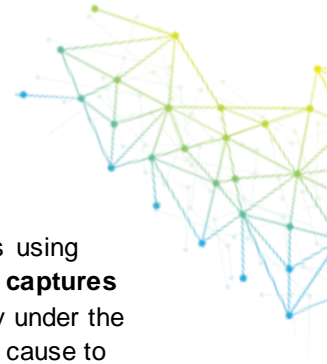 s using
captures
y under the
cause to